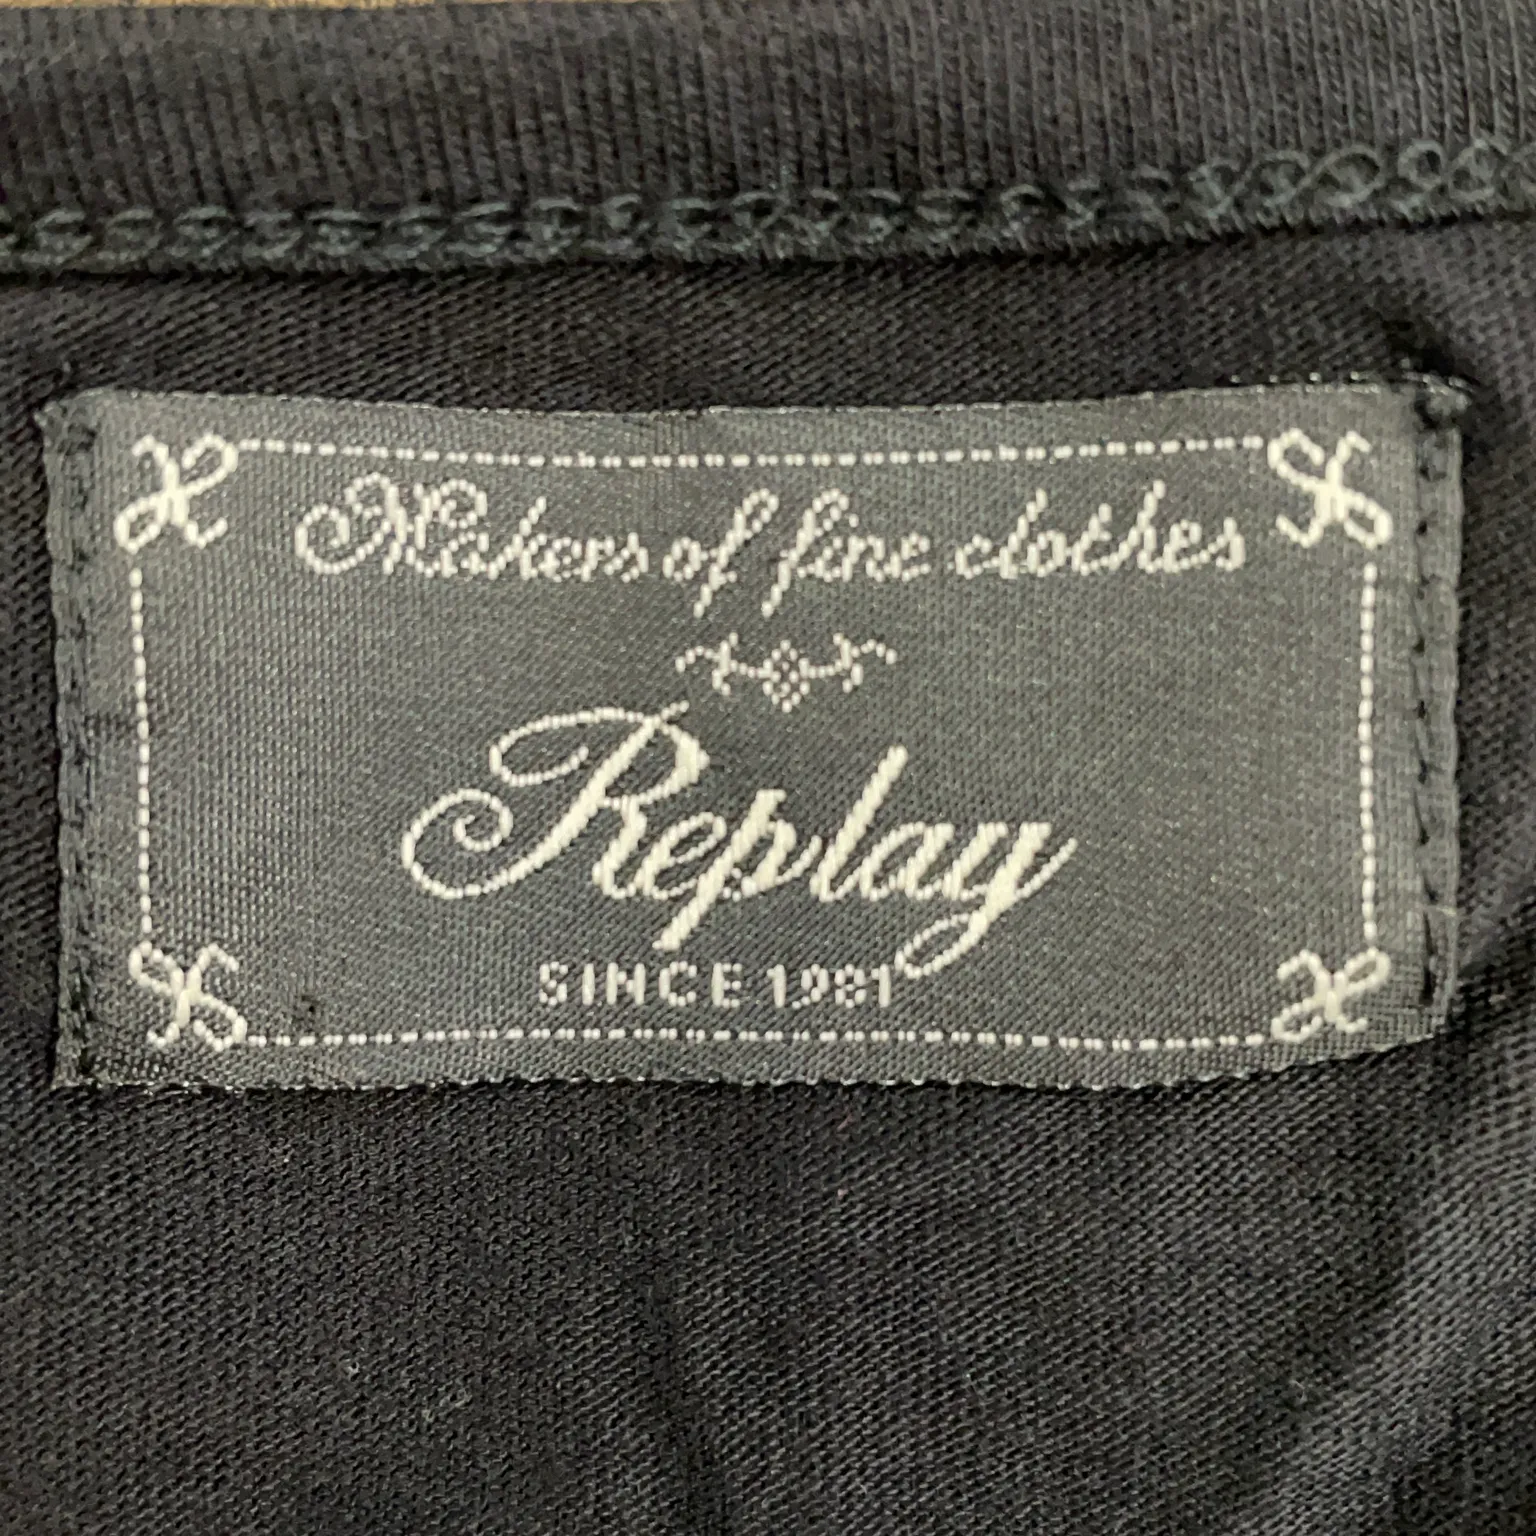 Makers of fine clothes
Replay
SINCE 1981